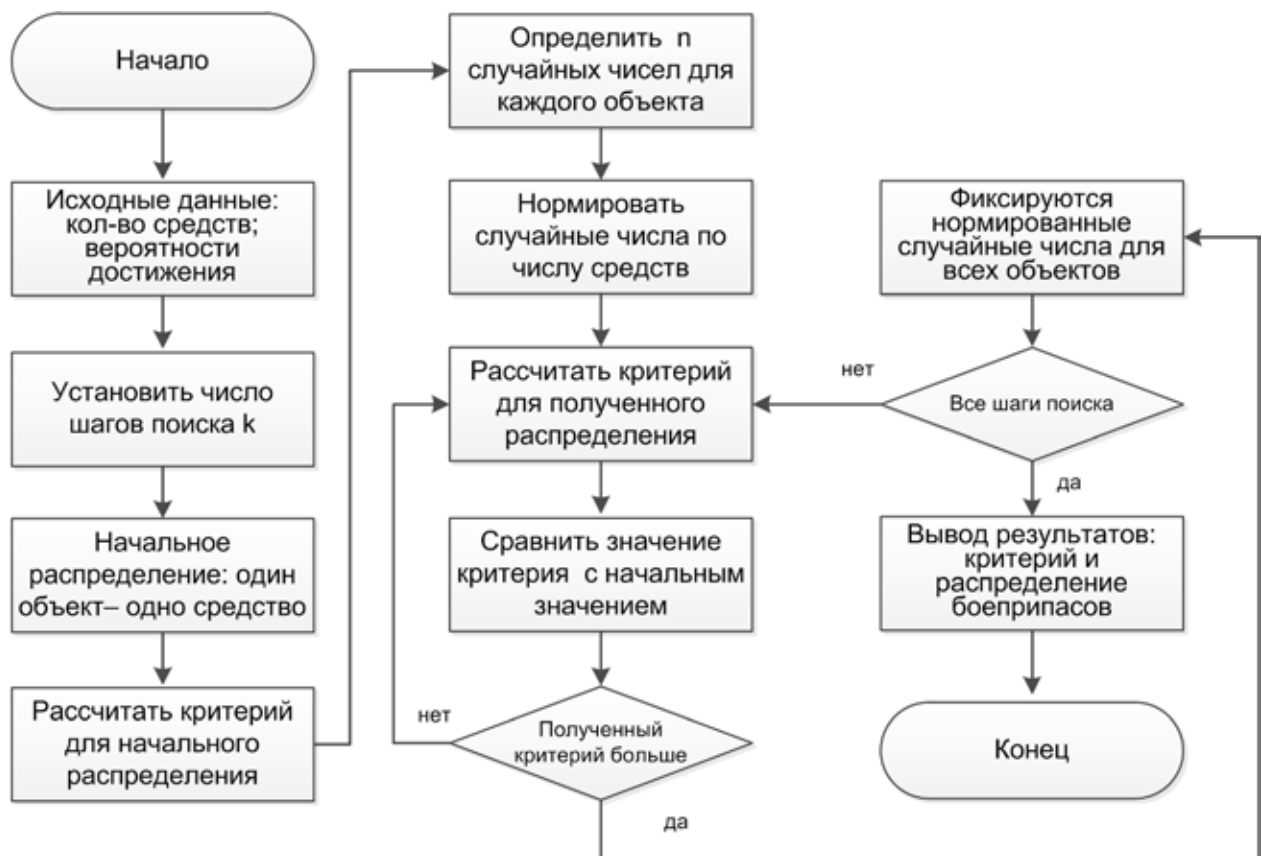 Начало
Исходные данные:
кол-во средств;
вероятности
достижения
Установить число
шагов поиска k
Начальное
распределение: один
объект– одно средство
Рассчитать критерий
для начального
распределения
Определить n
случайных чисел для
каждого объекта
Нормировать
случайные числа по
числу средств
Рассчитать критерий
для полученного
распределения
Сравнить значение
критерия с начальным
значением
нет
Полученный
критерий больше
да
Фиксируются
нормированные
случайные числа для
всех объектов
нет
Все шаги поиска
да
Вывод результатов:
критерий и
распределение
боеприпасов
Конец